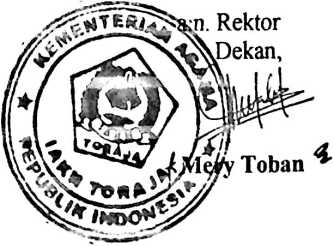 a.n. Rektor
Dekan,
KEMENTERIAN AGAMA
TORAJA
IAKN TORAJA
REPUBLIK INDONESIA
Mery Toban